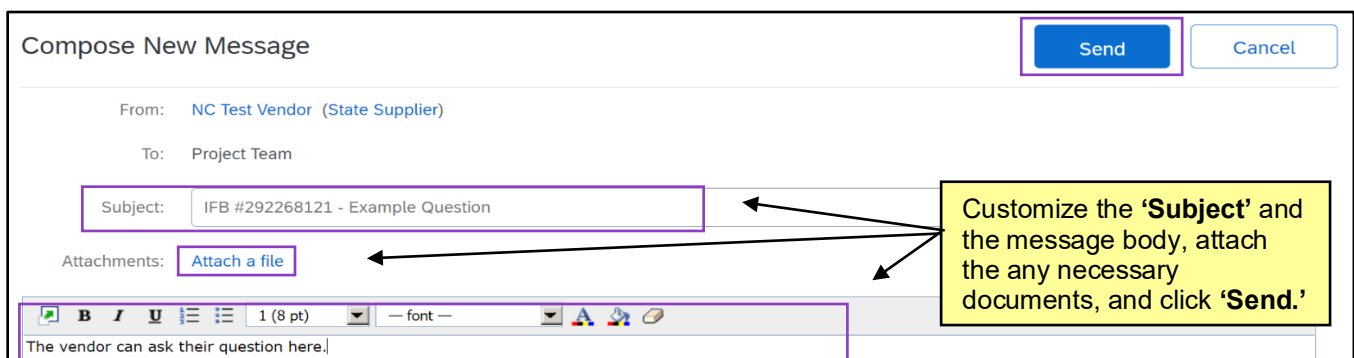 Compose New Message
Send
Cancel
From: NC Test Vendor (State Supplier)
To: Project Team
Subject: IFB #292268121 - Example Question
Attachments: Attach a file
Customize the ‘Subject’ and
the message body, attach
the any necessary
documents, and click ‘Send.’
B I U 1 (8 pt) — font — A
The vendor can ask their question here.